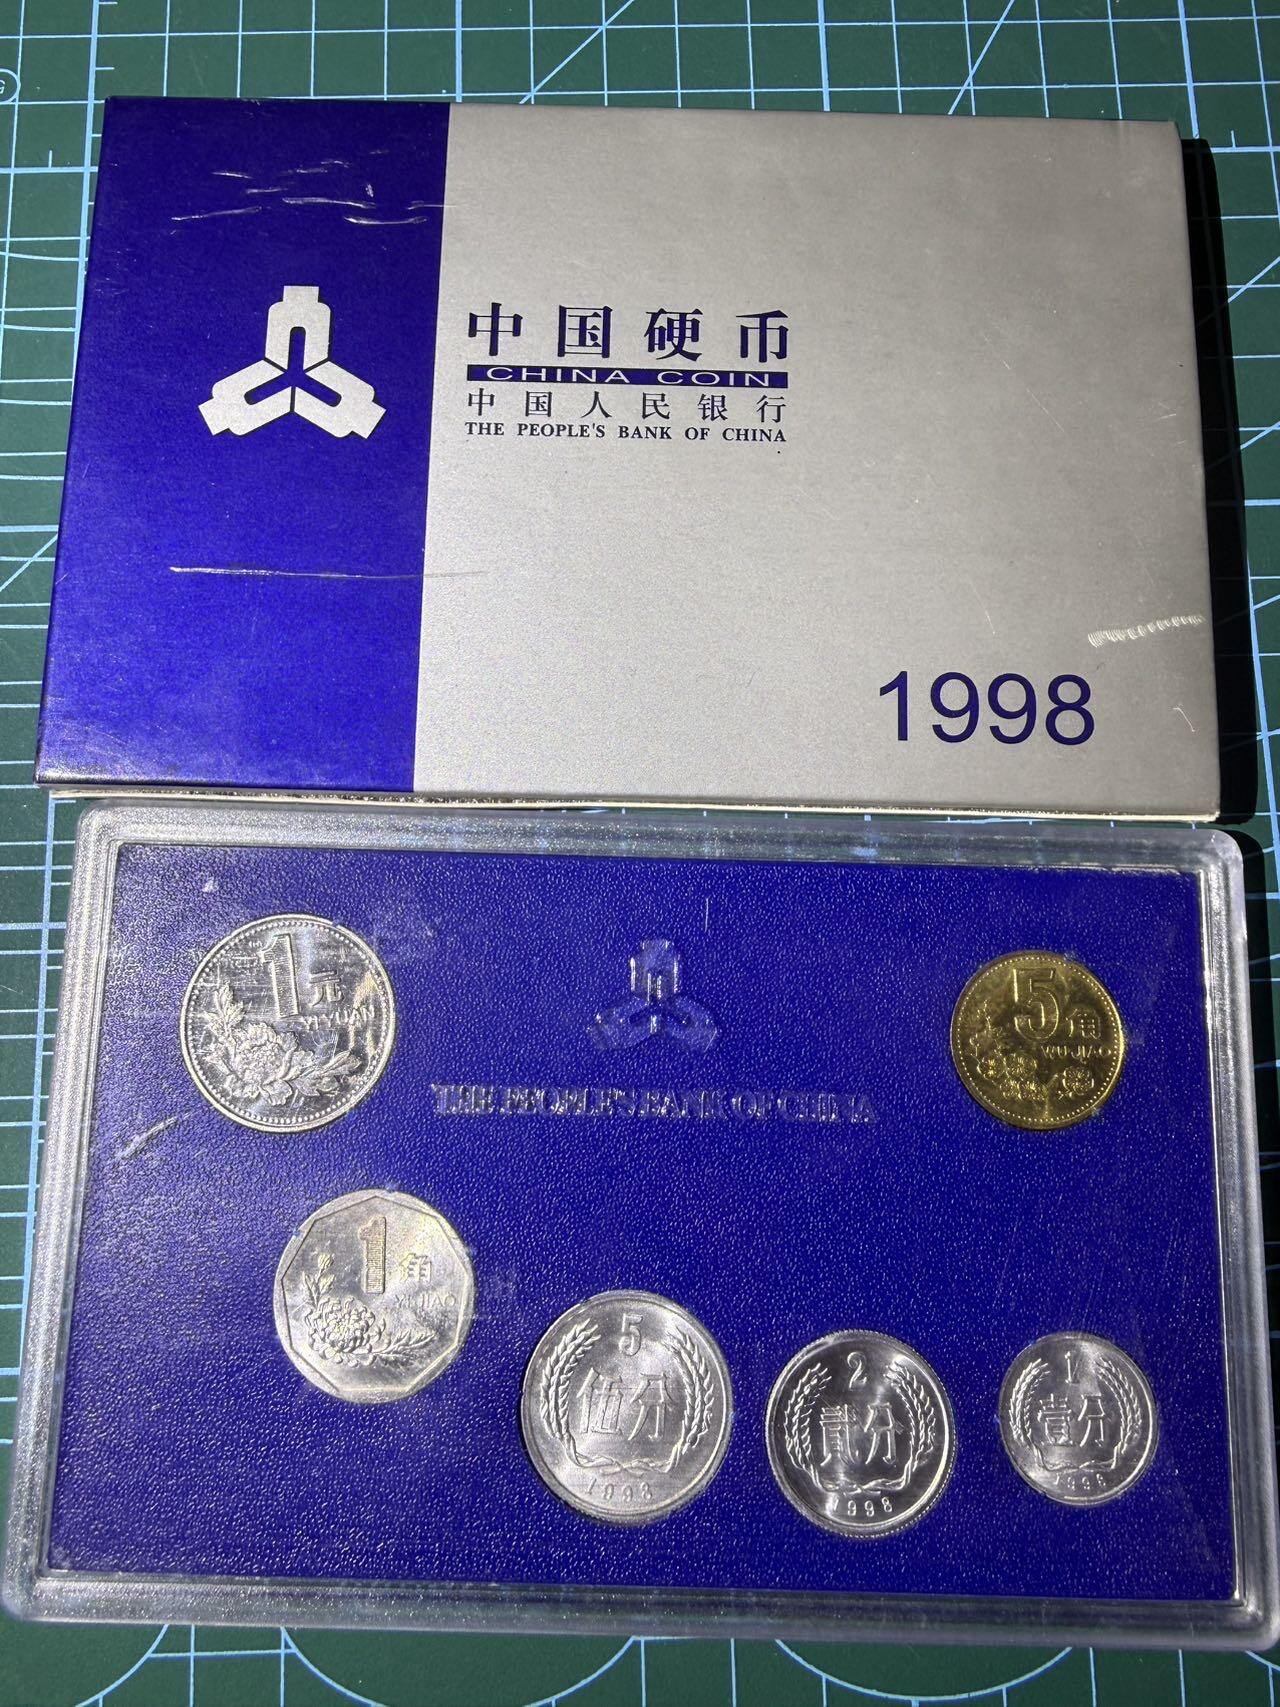 中国硬币
CHINA COIN
中国人民银行
THE PEOPLE'S BANK OF CHINA
1998
1元
YI YUAN
5角
WU JIAO
THE PEOPLE'S BANK OF CHINA
1角
YI JIAO
5
伍分
1998
2
贰分
1998
1
壹分
1998